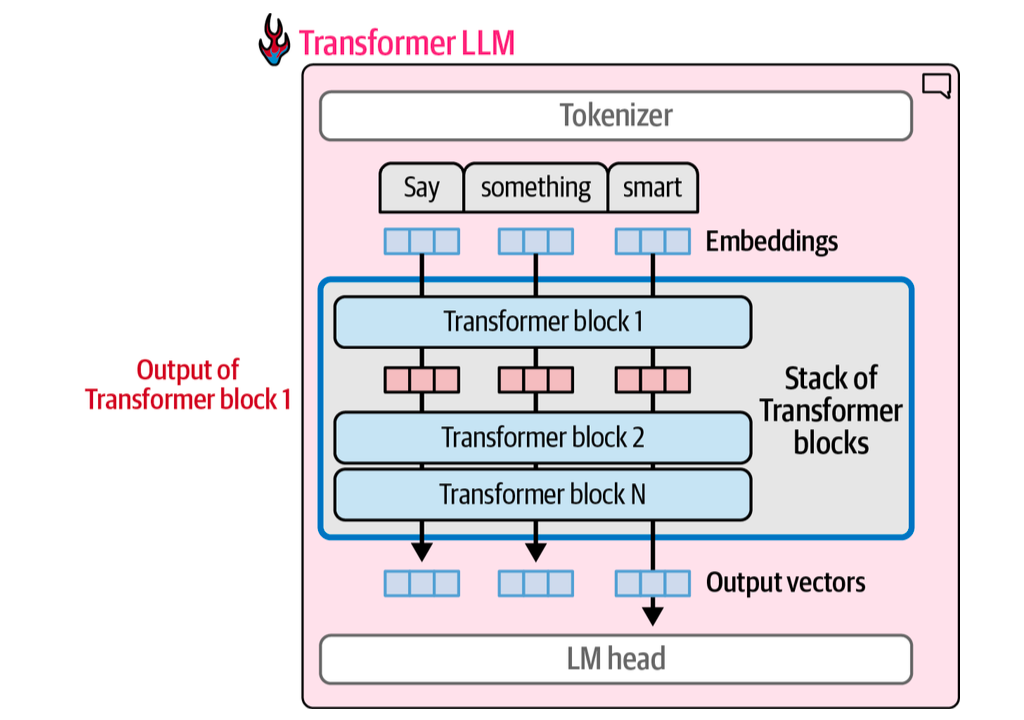 Transformer LLM
Tokenizer
Say something smart
Embeddings
Transformer block 1
Output of
Transformer block 1
Stack of
Transformer
blocks
Transformer block 2
Transformer block N
Output vectors
LM head